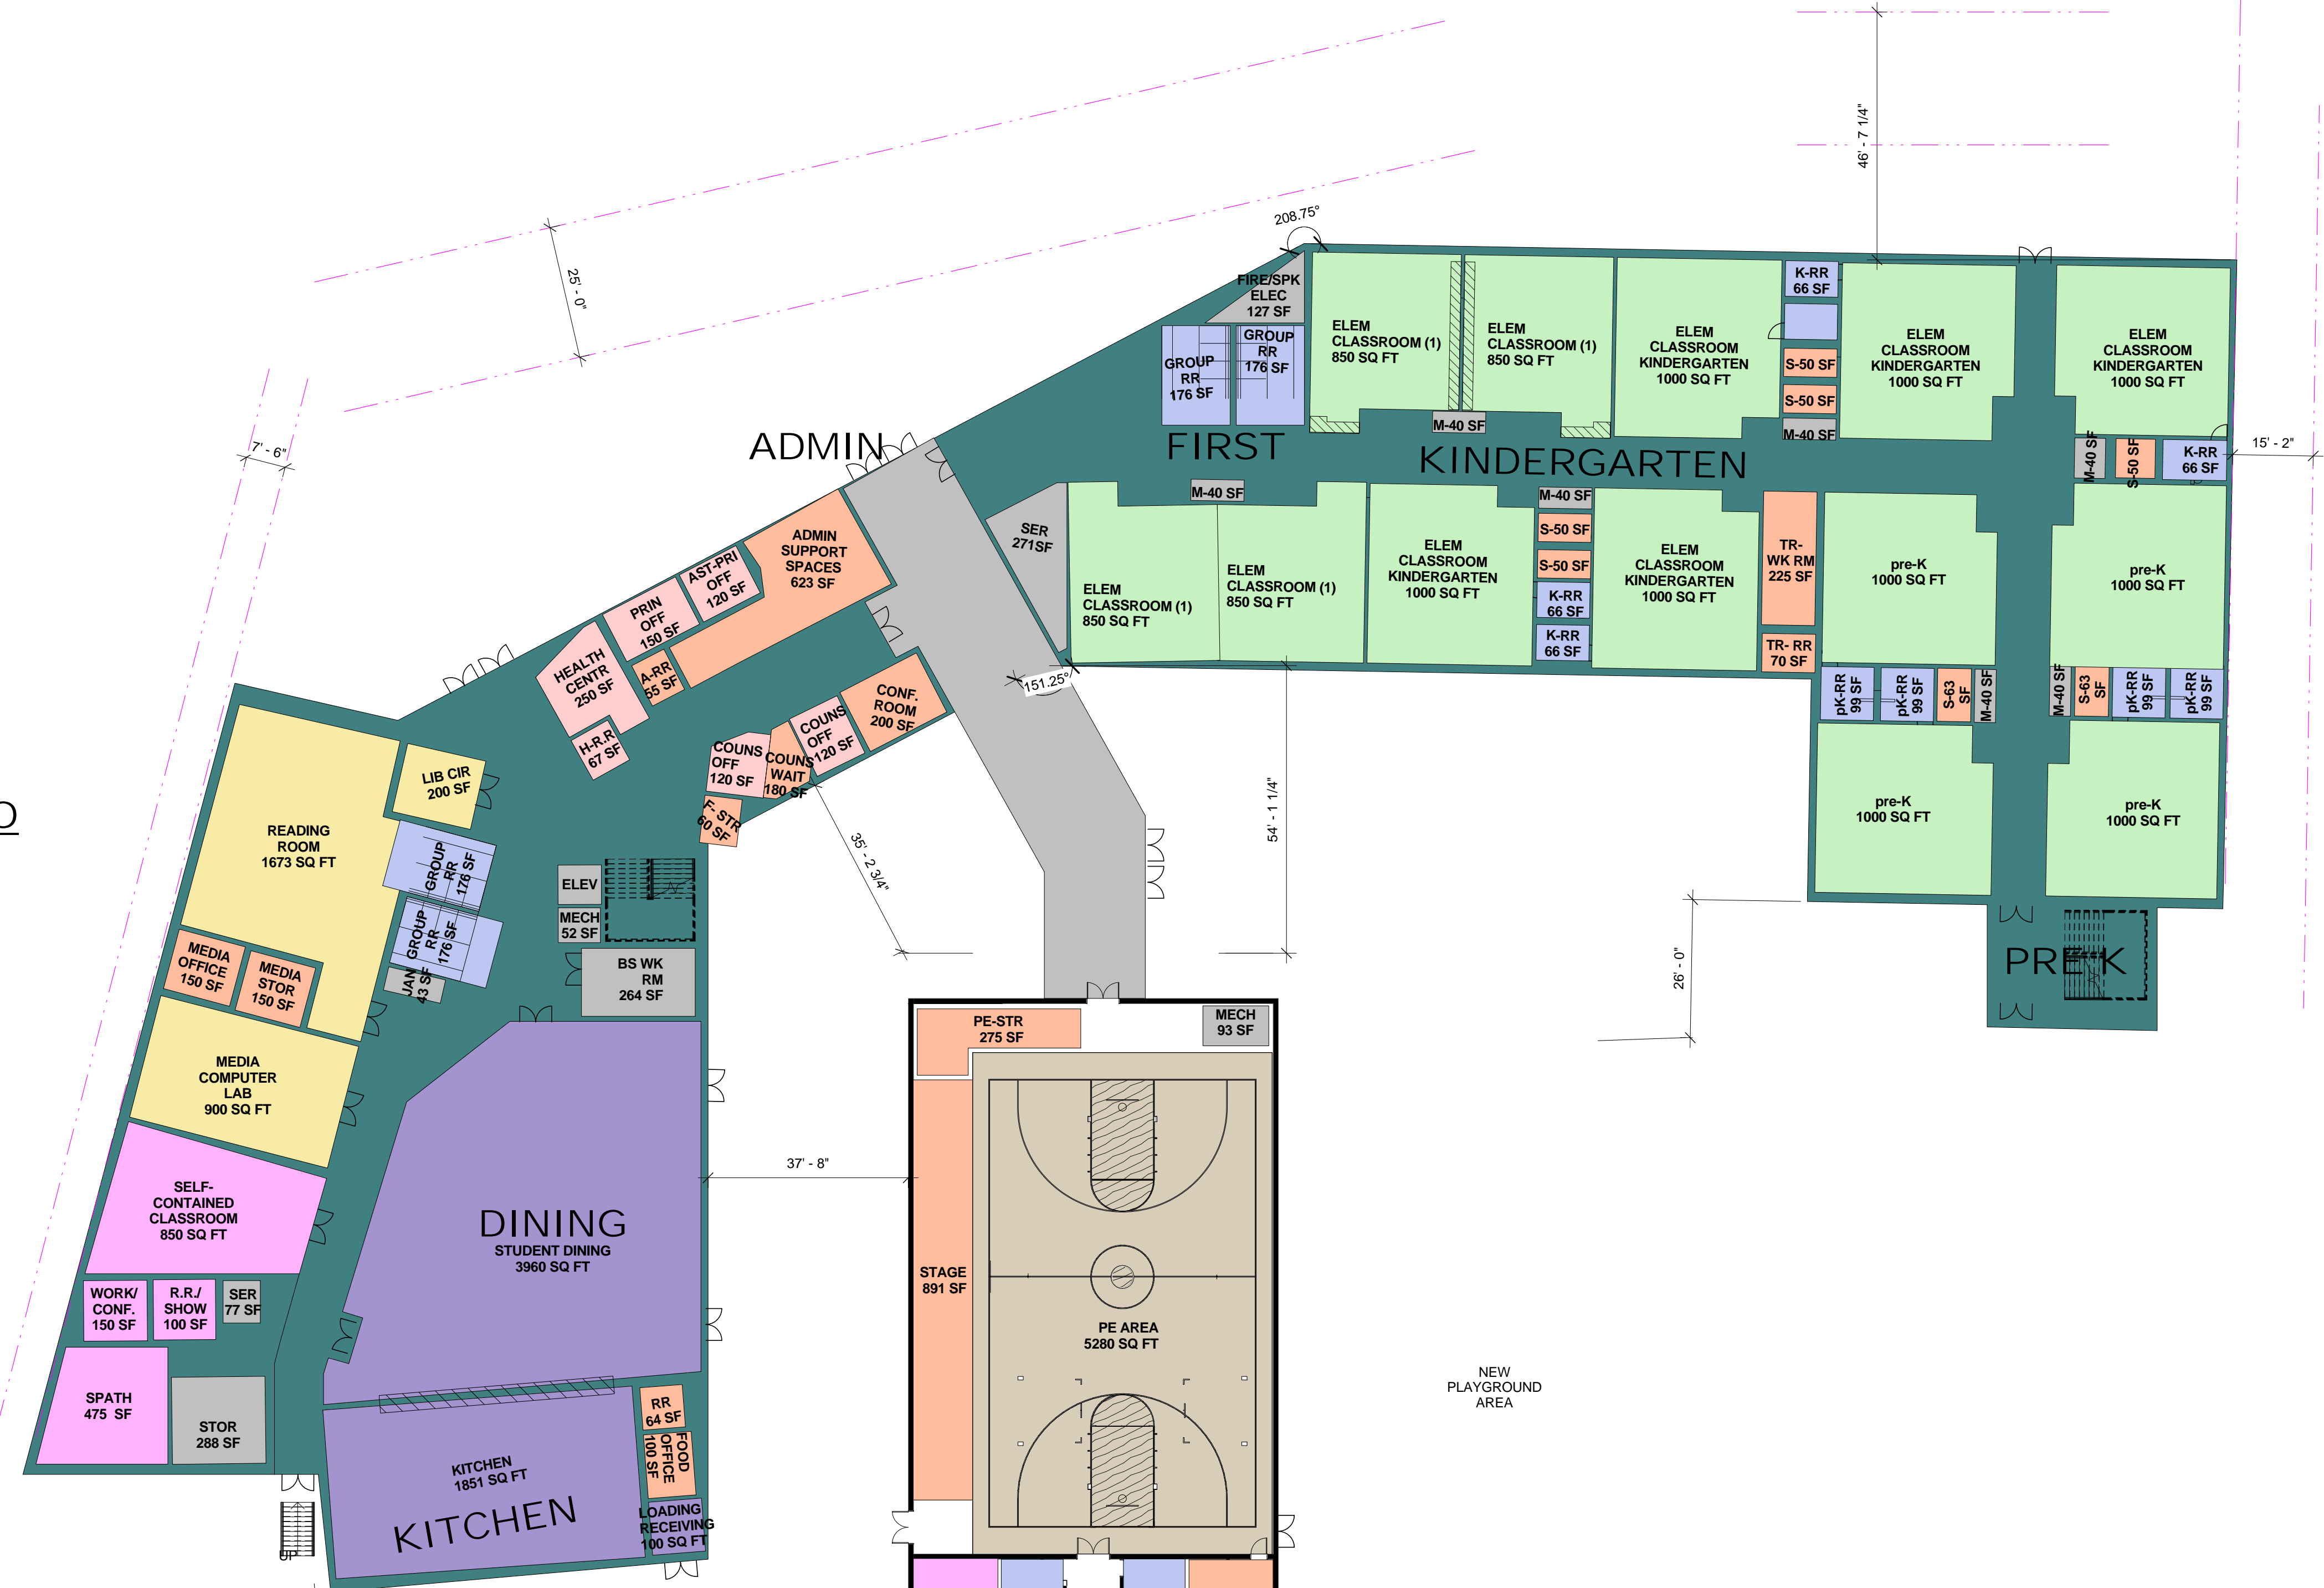 46' - 7 1/4"
208.75°
25' - 0"
7' - 6"
15' - 2"
ADMIN
FIRST
KINDERGARTEN
FIRE/SPK
ELEC
127 SF
GROUP
RR
176 SF
GROUP
RR
176 SF
ELEM
CLASSROOM (1)
850 SQ FT
ELEM
CLASSROOM (1)
850 SQ FT
M-40 SF
ELEM
CLASSROOM
KINDERGARTEN
1000 SQ FT
K-RR
66 SF
S-50 SF
S-50 SF
M-40 SF
ELEM
CLASSROOM
KINDERGARTEN
1000 SQ FT
ELEM
CLASSROOM
KINDERGARTEN
1000 SQ FT
M-40 SF
S-50 SF
K-RR
66 SF
SER
271SF
M-40 SF
ELEM
CLASSROOM (1)
850 SQ FT
ELEM
CLASSROOM (1)
850 SQ FT
ELEM
CLASSROOM
KINDERGARTEN
1000 SQ FT
M-40 SF
S-50 SF
S-50 SF
K-RR
66 SF
K-RR
66 SF
ELEM
CLASSROOM
KINDERGARTEN
1000 SQ FT
TR-
WK RM
225 SF
TR- RR
70 SF
pre-K
1000 SQ FT
pre-K
1000 SQ FT
pK-RR
99 SF
pK-RR
99 SF
S-63
SF
M-40 SF
M-40 SF
S-63
SF
pK-RR
99 SF
pK-RR
99 SF
pre-K
1000 SQ FT
pre-K
1000 SQ FT
PRE K
26' - 0"
54' - 1 1/4"
151.25°
35' - 2 3/4"
ADMIN
SUPPORT
SPACES
623 SF
AST-PRI
OFF
120 SF
PRIN
OFF
150 SF
A-RR
55 SF
HEALTH
CENTR
250 SF
H-R.R
67 SF
CONF.
ROOM
200 SF
COUNS
OFF
120 SF
COUNS
WAIT
180 SF
COUNS
OFF
120 SF
F- STR
60 SF
O
LIB CIR
200 SF
READING
ROOM
1673 SQ FT
GROUP
RR
176 SF
GROUP
RR
176 SF
JAN
43 SF
ELEV
MECH
52 SF
BS WK
RM
264 SF
MEDIA
OFFICE
150 SF
MEDIA
STOR
150 SF
MEDIA
COMPUTER
LAB
900 SQ FT
SELF-
CONTAINED
CLASSROOM
850 SQ FT
WORK/
CONF.
150 SF
R.R./
SHOW
100 SF
SER
77 SF
SPATH
475 SF
STOR
288 SF
UP
DINING
STUDENT DINING
3960 SQ FT
37' - 8"
KITCHEN
1851 SQ FT
KITCHEN
RR
64 SF
FOOD
OFFICE
100 SF
LOADING
RECEIVING
100 SQ FT
PE-STR
275 SF
MECH
93 SF
STAGE
891 SF
PE AREA
5280 SQ FT
NEW
PLAYGROUND
AREA